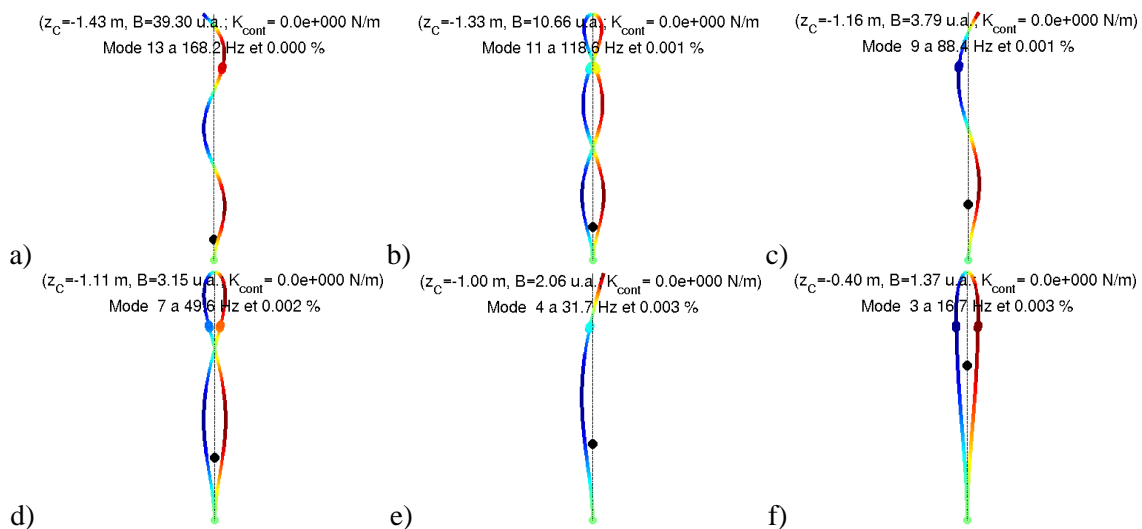 (z_C=-1.43 m, B=39.30 u.a.; K_cont = 0.0e+000 N/m
Mode 13 a 168.2 Hz et 0.000 %
a)
(z_C=-1.33 m, B=10.66 u.a.; K_cont = 0.0e+000 N/m)
Mode 11 a 118.6 Hz et 0.001 %
b)
(z_C=-1.16 m, B=3.79 u.a.; K_cont = 0.0e+000 N/m)
Mode 9 a 88.4 Hz et 0.001 %
c)
(z_C=-1.11 m, B=3.15 u.a.; K_cont = 0.0e+000 N/m)
Mode 7 a 49.6 Hz et 0.002 %
d)
(z_C=-1.00 m, B=2.06 u.a.; K_cont = 0.0e+000 N/m)
Mode 4 a 31.7 Hz et 0.003 %
e)
(z_C=-0.40 m, B=1.37 u.a.; K_cont = 0.0e+000 N/m)
Mode 3 a 16.7 Hz et 0.003 %
f)